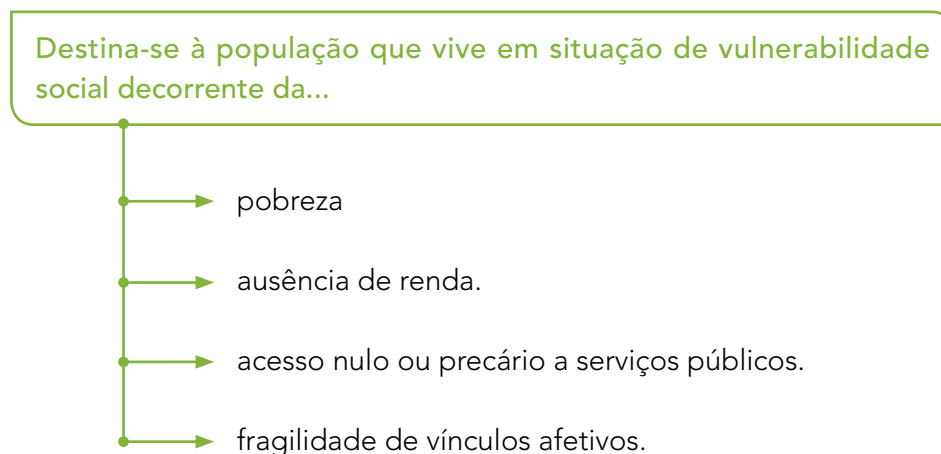 Destina-se à população que vive em situação de vulnerabilidade
social decorrente da...
pobreza
ausência de renda.
acesso nulo ou precário a serviços públicos.
fragilidade de vínculos afetivos.